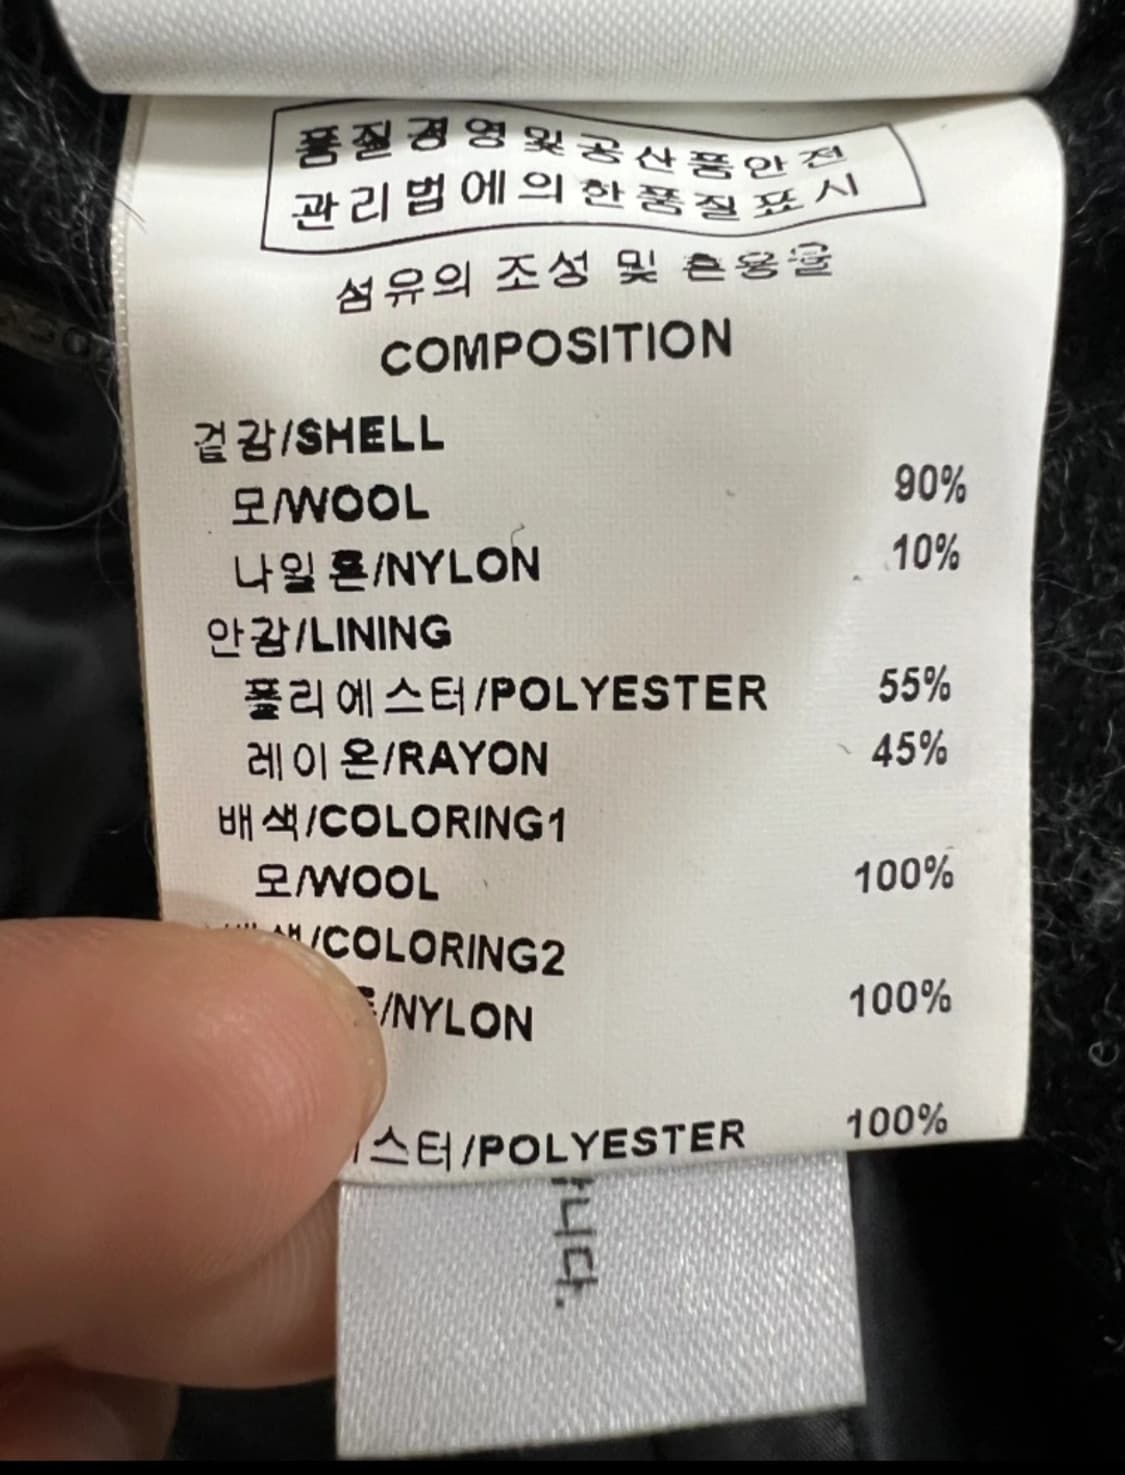 품질경영및공산품안전
관리법에의한품질표시
섬유의 조성 및 혼용율
COMPOSITION
겉감/SHELL
모/WOOL 90%
나일론/NYLON 10%
안감/LINING
폴리에스터/POLYESTER 55%
레이온/RAYON 45%
배색/COLORING1
모/WOOL 100%
/COLORING2
/NYLON 100%
스터/POLYESTER 100%
니다.